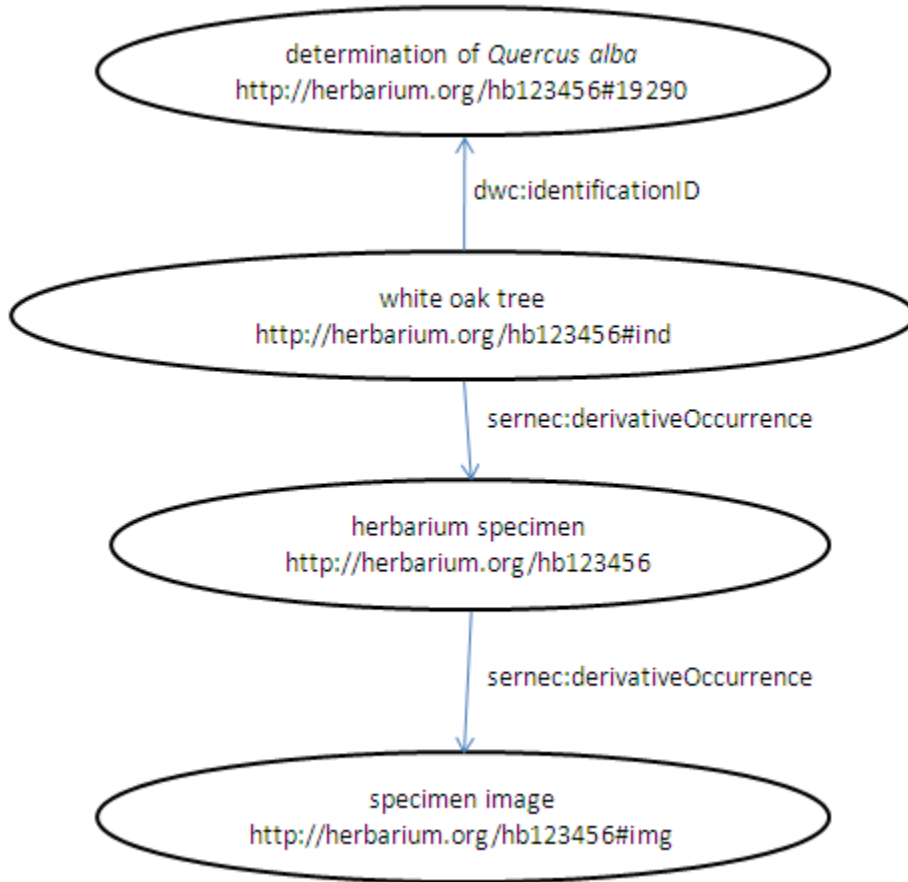 determination of Quercus alba
http://herbarium.org/hb123456#19290
dwc:identificationID
white oak tree
http://herbarium.org/hb123456#ind
sernec:derivativeOccurrence
herbarium specimen
http://herbarium.org/hb123456
sernec:derivativeOccurrence
specimen image
http://herbarium.org/hb123456#img